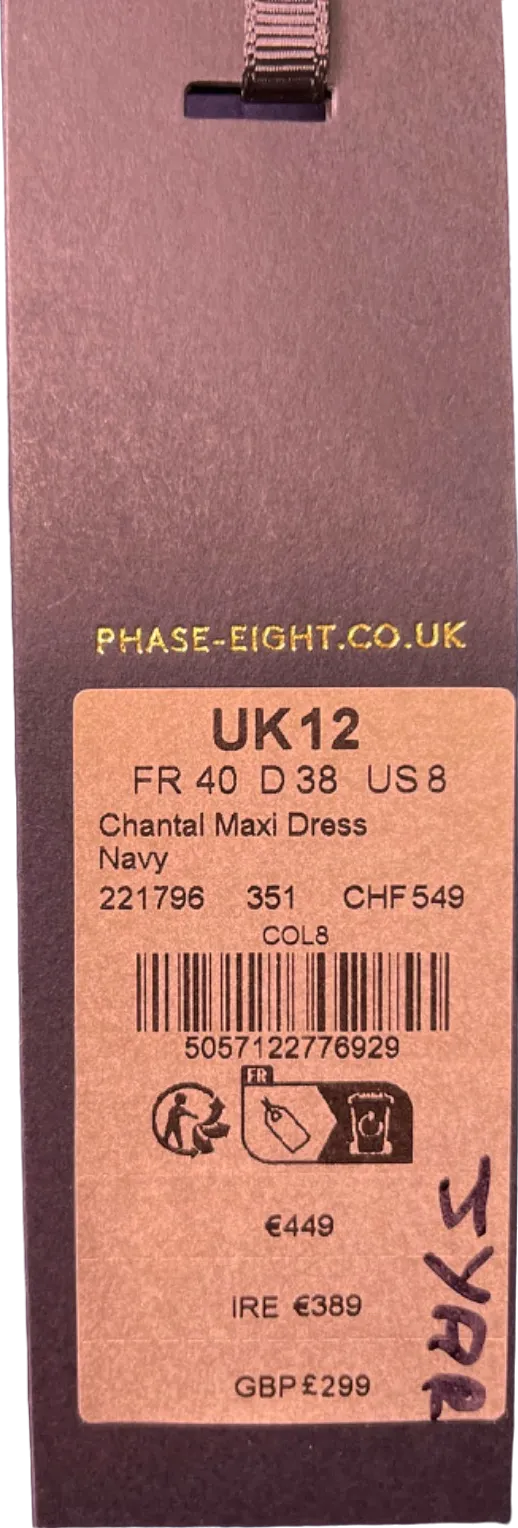 PHASE-EIGHT.CO.UK
UK12
FR 40 D 38 US 8
Chantal Maxi Dress
Navy
221796 351 CHF 549
COL8
5057122776929
FR
€449
IRE €389
GBP £299